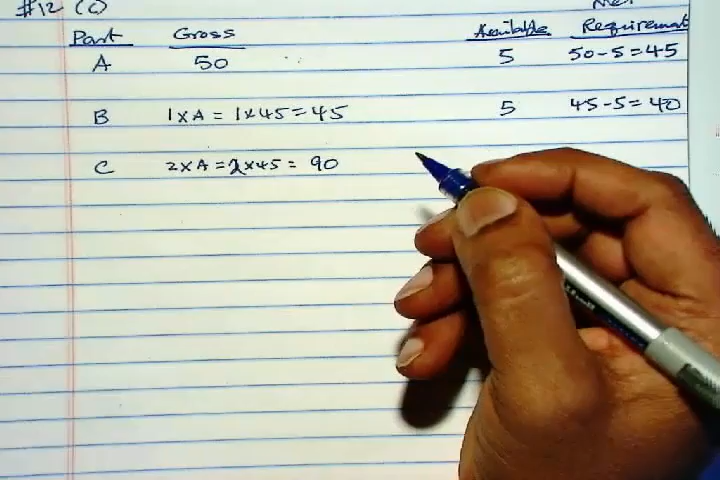 #12 (c) Net
Part Gross Available Requirement
A 50 5 50-5=45
B 1xA = 1x45=45 5 45-5=40
C 2xA=2x45= 90